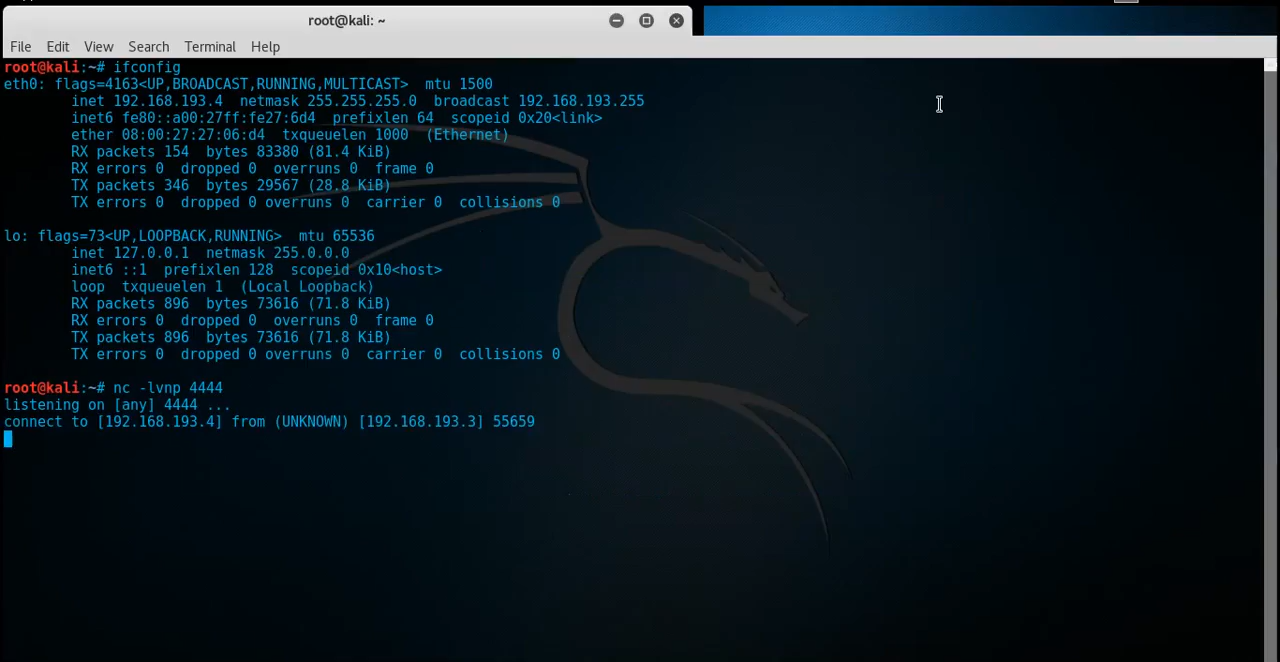 root@kali: ~
File Edit View Search Terminal Help
root@kali:~# ifconfig
eth0: flags=4163<UP,BROADCAST,RUNNING,MULTICAST>  mtu 1500
        inet 192.168.193.4  netmask 255.255.255.0  broadcast 192.168.193.255
        inet6 fe80::a00:27ff:fe27:6d4  prefixlen 64  scopeid 0x20<link>
        ether 08:00:27:27:06:d4  txqueuelen 1000  (Ethernet)
        RX packets 154  bytes 83380 (81.4 KiB)
        RX errors 0  dropped 0  overruns 0  frame 0
        TX packets 346  bytes 29567 (28.8 KiB)
        TX errors 0  dropped 0 overruns 0  carrier 0  collisions 0
lo: flags=73<UP,LOOPBACK,RUNNING>  mtu 65536
        inet 127.0.0.1  netmask 255.0.0.0
        inet6 ::1  prefixlen 128  scopeid 0x10<host>
        loop  txqueuelen 1  (Local Loopback)
        RX packets 896  bytes 73616 (71.8 KiB)
        RX errors 0  dropped 0  overruns 0  frame 0
        TX packets 896  bytes 73616 (71.8 KiB)
        TX errors 0  dropped 0 overruns 0  carrier 0  collisions 0
root@kali:~# nc -lvnp 4444
listening on [any] 4444 ...
connect to [192.168.193.4] from (UNKNOWN) [192.168.193.3] 55659